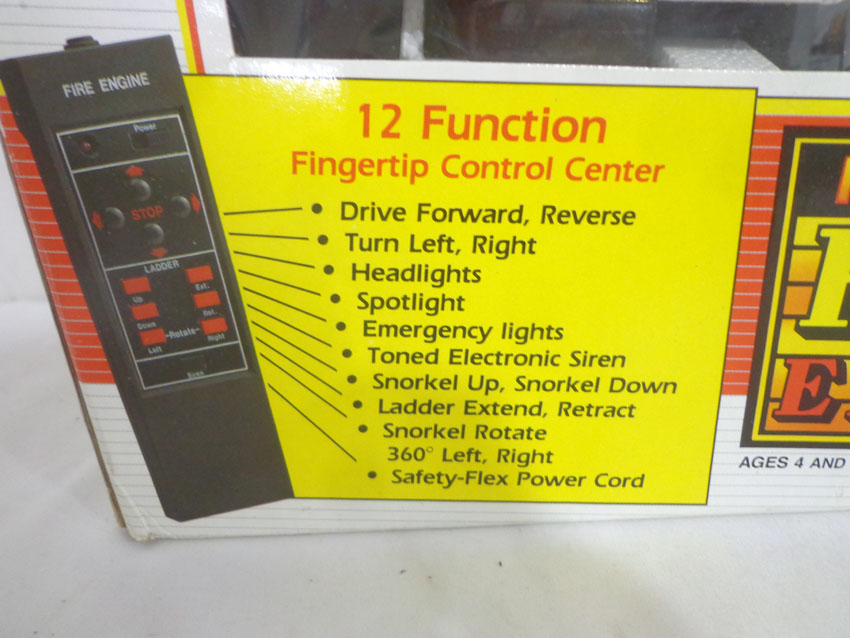 FIRE ENGINE
Power
STOP
LADDER
Up
Ext.
Down
Ret.
-Rotate-
Left
Right
Siren
12 Function
Fingertip Control Center
• Drive Forward, Reverse
• Turn Left, Right
• Headlights
• Spotlight
• Emergency lights
• Toned Electronic Siren
• Snorkel Up, Snorkel Down
• Ladder Extend, Retract
• Snorkel Rotate
360° Left, Right
• Safety-Flex Power Cord
E
AGES 4 AND